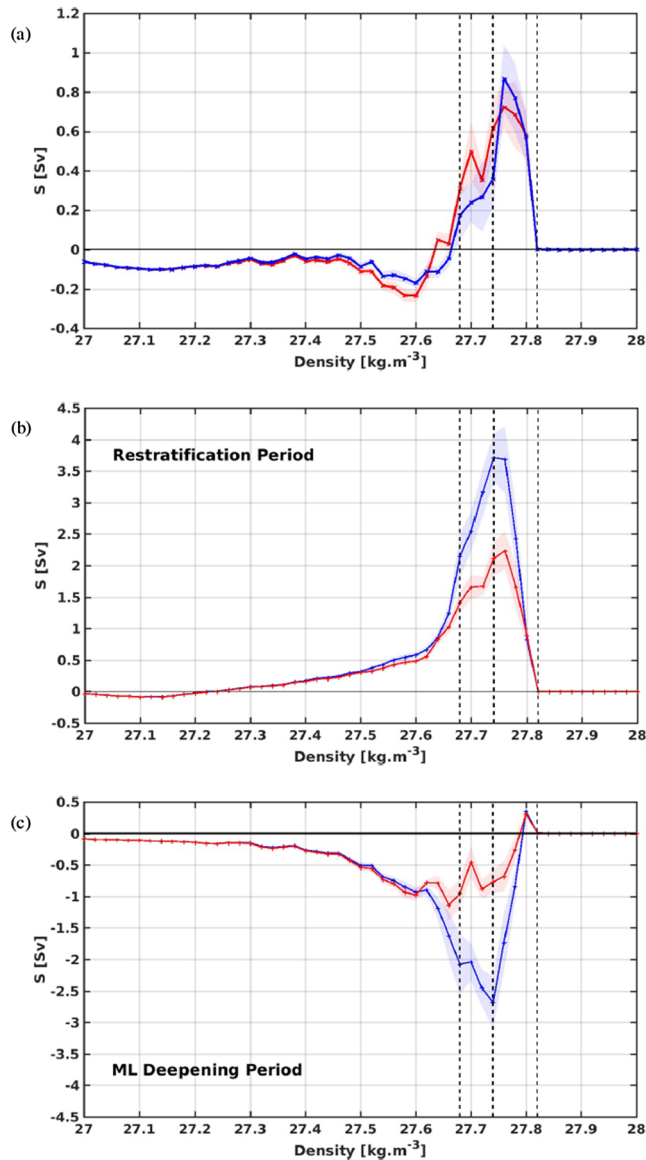 (a)
1.2
1
0.8
0.6
0.4
0.2
0
-0.2
-0.4
S [Sv]
27 27.1 27.2 27.3 27.4 27.5 27.6 27.7 27.8 27.9 28
Density [kg.m⁻³]
(b)
4.5
4
3.5
3
2.5
2
1.5
1
0.5
0
-0.5
S [Sv]
Restratification Period
27 27.1 27.2 27.3 27.4 27.5 27.6 27.7 27.8 27.9 28
Density [kg.m⁻³]
(c)
0.5
0
-0.5
-1
-1.5
-2
-2.5
-3
-3.5
-4
-4.5
S [Sv]
ML Deepening Period
27 27.1 27.2 27.3 27.4 27.5 27.6 27.7 27.8 27.9 28
Density [kg.m⁻³]